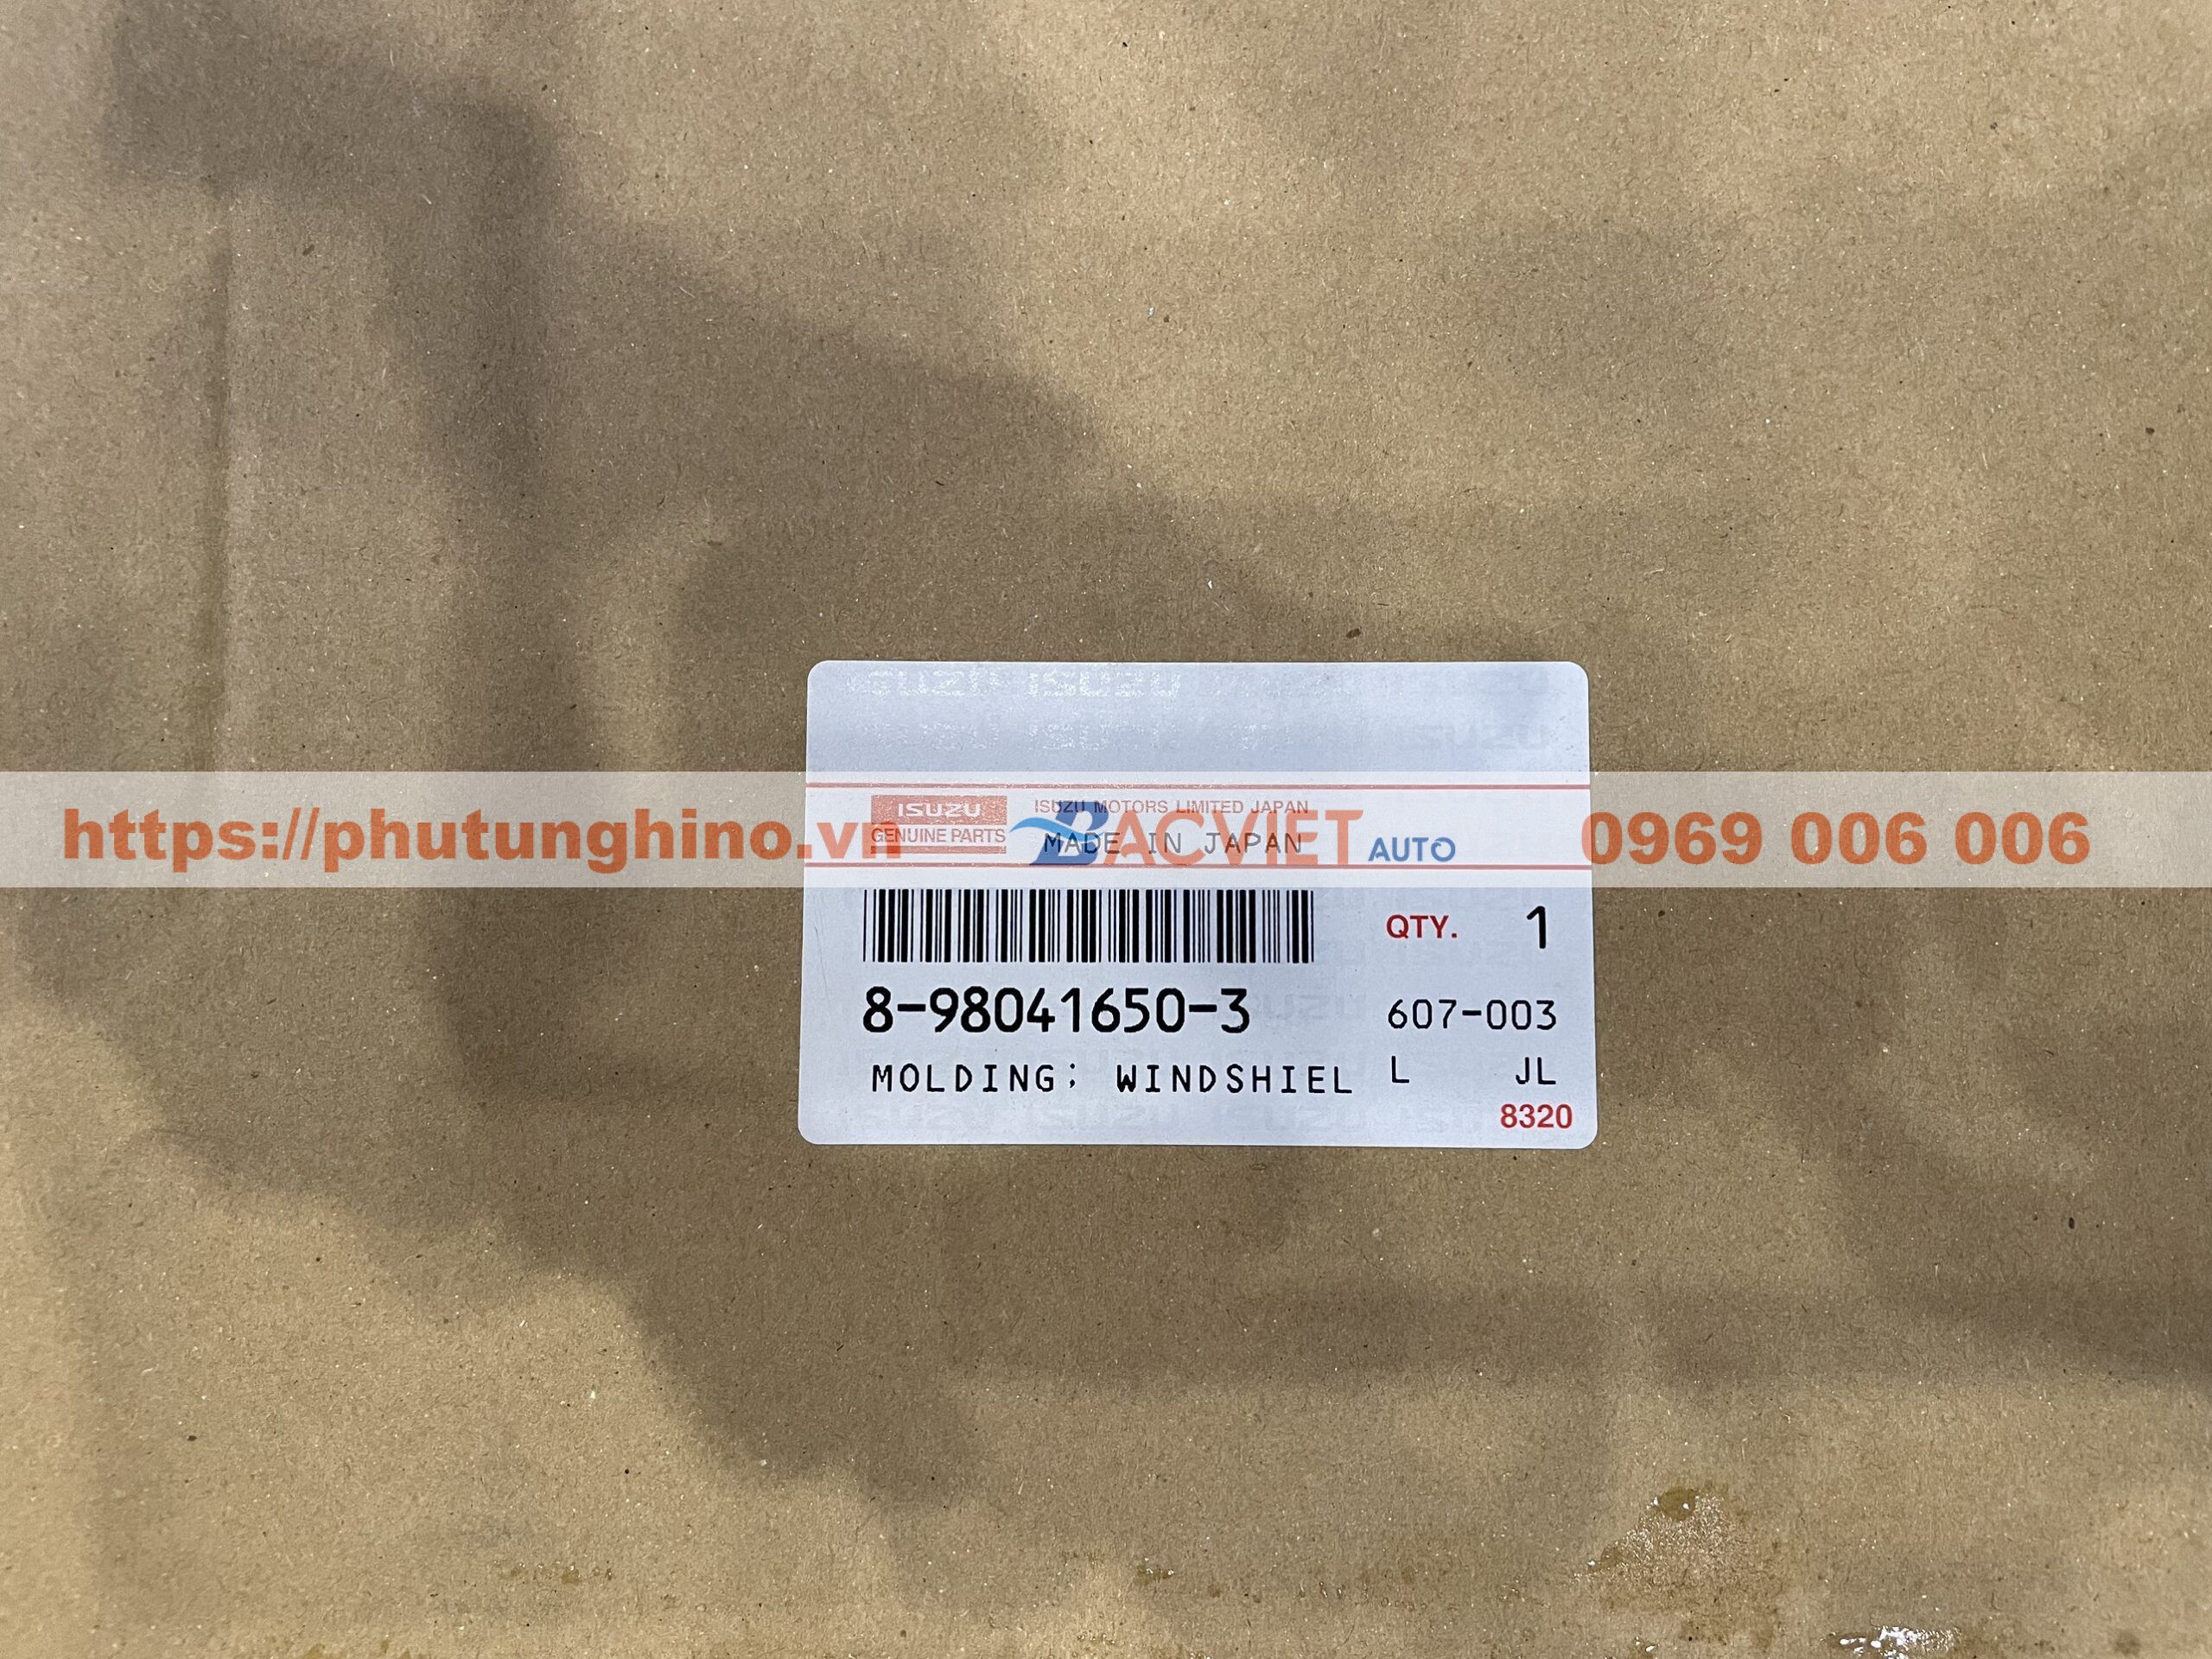 ISUZU
GENUINE PARTS
ISUZU MOTORS LIMITED JAPAN
MADE IN JAPAN
https://phutunghino.vn
BACVIET AUTO
0969 006 006
QTY. 1
8-98041650-3 607-003
MOLDING; WINDSHIEL L JL
8320